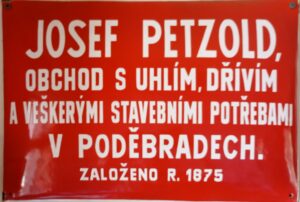 JOSEF PETZOLD,
OBCHOD S UHLÍM, DŘÍVÍM
A VEŠKERÝMI STAVEBNÍMI POTŘEBAMI
V PODĚBRADECH.
ZALOŽENO R. 1875